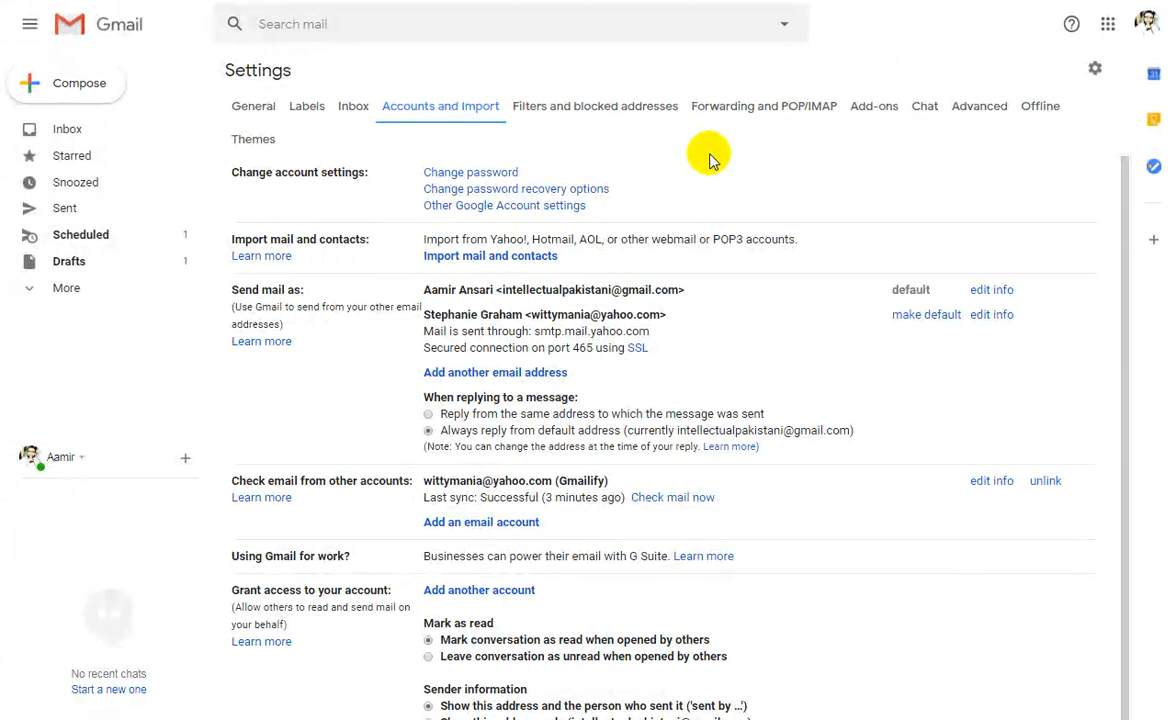 Gmail
Search mail
Compose
Inbox
Starred
Snoozed
Sent
Scheduled 1
Drafts 1
More
Aamir
No recent chats
Start a new one
Settings
General Labels Inbox Accounts and Import Filters and blocked addresses Forwarding and POP/IMAP Add-ons Chat Advanced Offline
Themes
Change account settings: Change password
Change password recovery options
Other Google Account settings
Import mail and contacts: Import from Yahoo!, Hotmail, AOL, or other webmail or POP3 accounts.
Learn more Import mail and contacts
Send mail as: Aamir Ansari <intellectualpakistani@gmail.com> default edit info
(Use Gmail to send from your other email
addresses)
Learn more
Stephanie Graham <wittymania@yahoo.com> make default edit info
Mail is sent through: smtp.mail.yahoo.com
Secured connection on port 465 using SSL
Add another email address
When replying to a message:
Reply from the same address to which the message was sent
Always reply from default address (currently intellectualpakistani@gmail.com)
(Note: You can change the address at the time of your reply. Learn more)
Check email from other accounts: wittymania@yahoo.com (Gmailify) edit info unlink
Learn more Last sync: Successful (3 minutes ago) Check mail now
Add an email account
Using Gmail for work? Businesses can power their email with G Suite. Learn more
Grant access to your account: Add another account
(Allow others to read and send mail on
your behalf)
Learn more
Mark as read
Mark conversation as read when opened by others
Leave conversation as unread when opened by others
Sender information
Show this address and the person who sent it ('sent by ...')
31